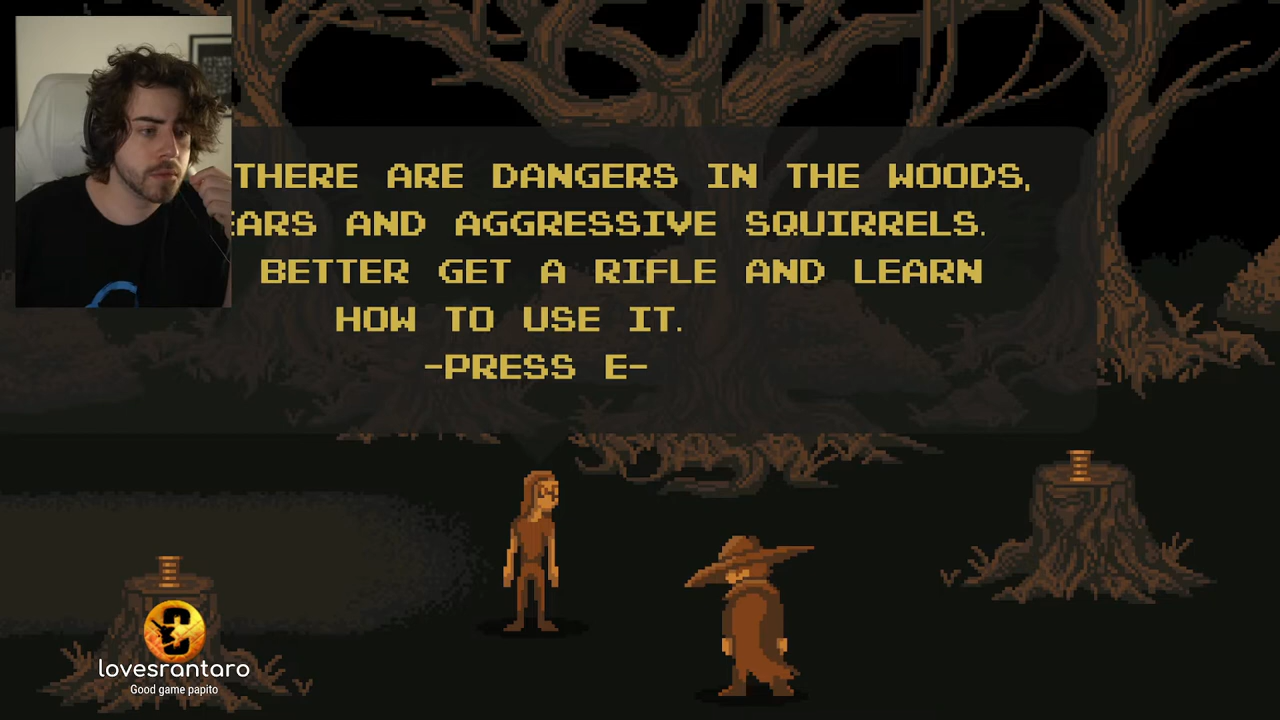 THERE ARE DANGERS IN THE WOODS,
AND AGGRESSIVE SQUIRRELS.
BETTER GET A RIFLE AND LEARN
HOW TO USE IT.
-PRESS E-
lovesrantaro
Good game papito